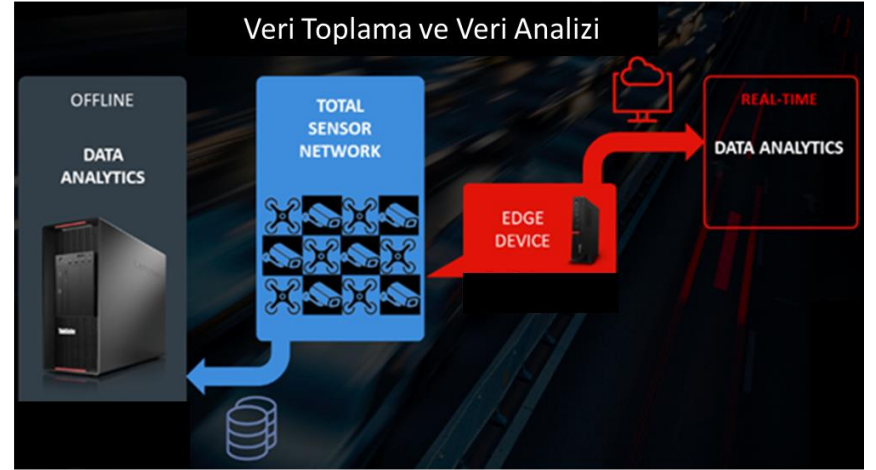 Veri Toplama ve Veri Analizi
OFFLINE
DATA
ANALYTICS
TOTAL
SENSOR
NETWORK
EDGE
DEVICE
REAL-TIME
DATA ANALYTICS